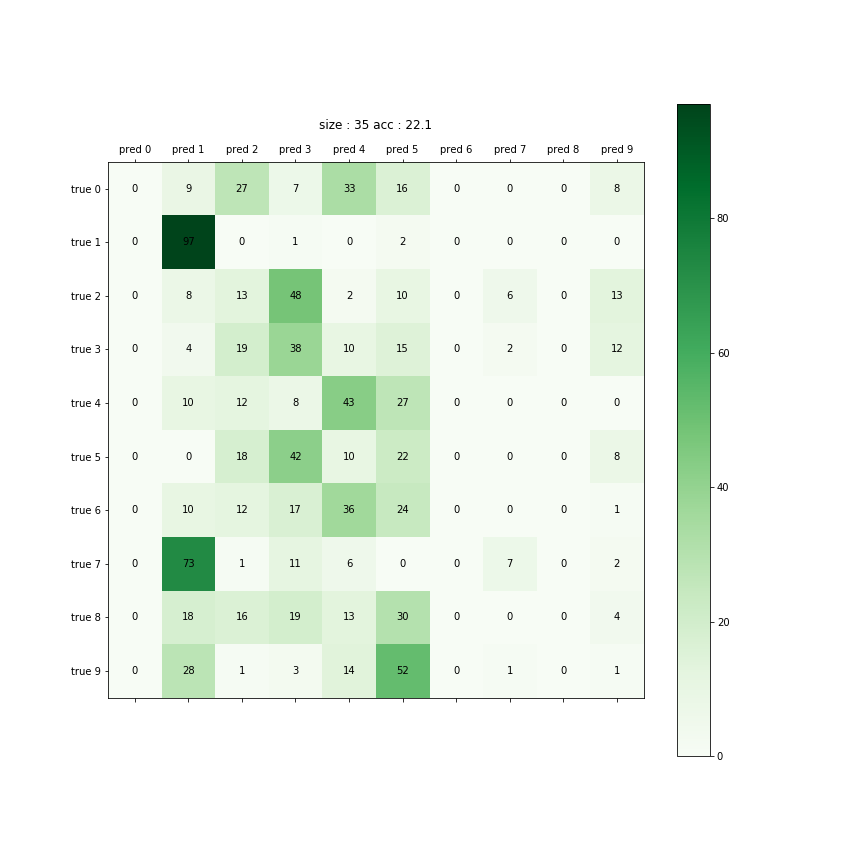 size : 35 acc : 22.1
pred 0 pred 1 pred 2 pred 3 pred 4 pred 5 pred 6 pred 7 pred 8 pred 9
true 0 0 9 27 7 33 16 0 0 0 8
true 1 0 97 0 1 0 2 0 0 0 0
true 2 0 8 13 48 2 10 0 6 0 13
true 3 0 4 19 38 10 15 0 2 0 12
true 4 0 10 12 8 43 27 0 0 0 0
true 5 0 0 18 42 10 22 0 0 0 8
true 6 0 10 12 17 36 24 0 0 0 1
true 7 0 73 1 11 6 0 0 7 0 2
true 8 0 18 16 19 13 30 0 0 0 4
true 9 0 28 1 3 14 52 0 1 0 1
80
60
40
20
0